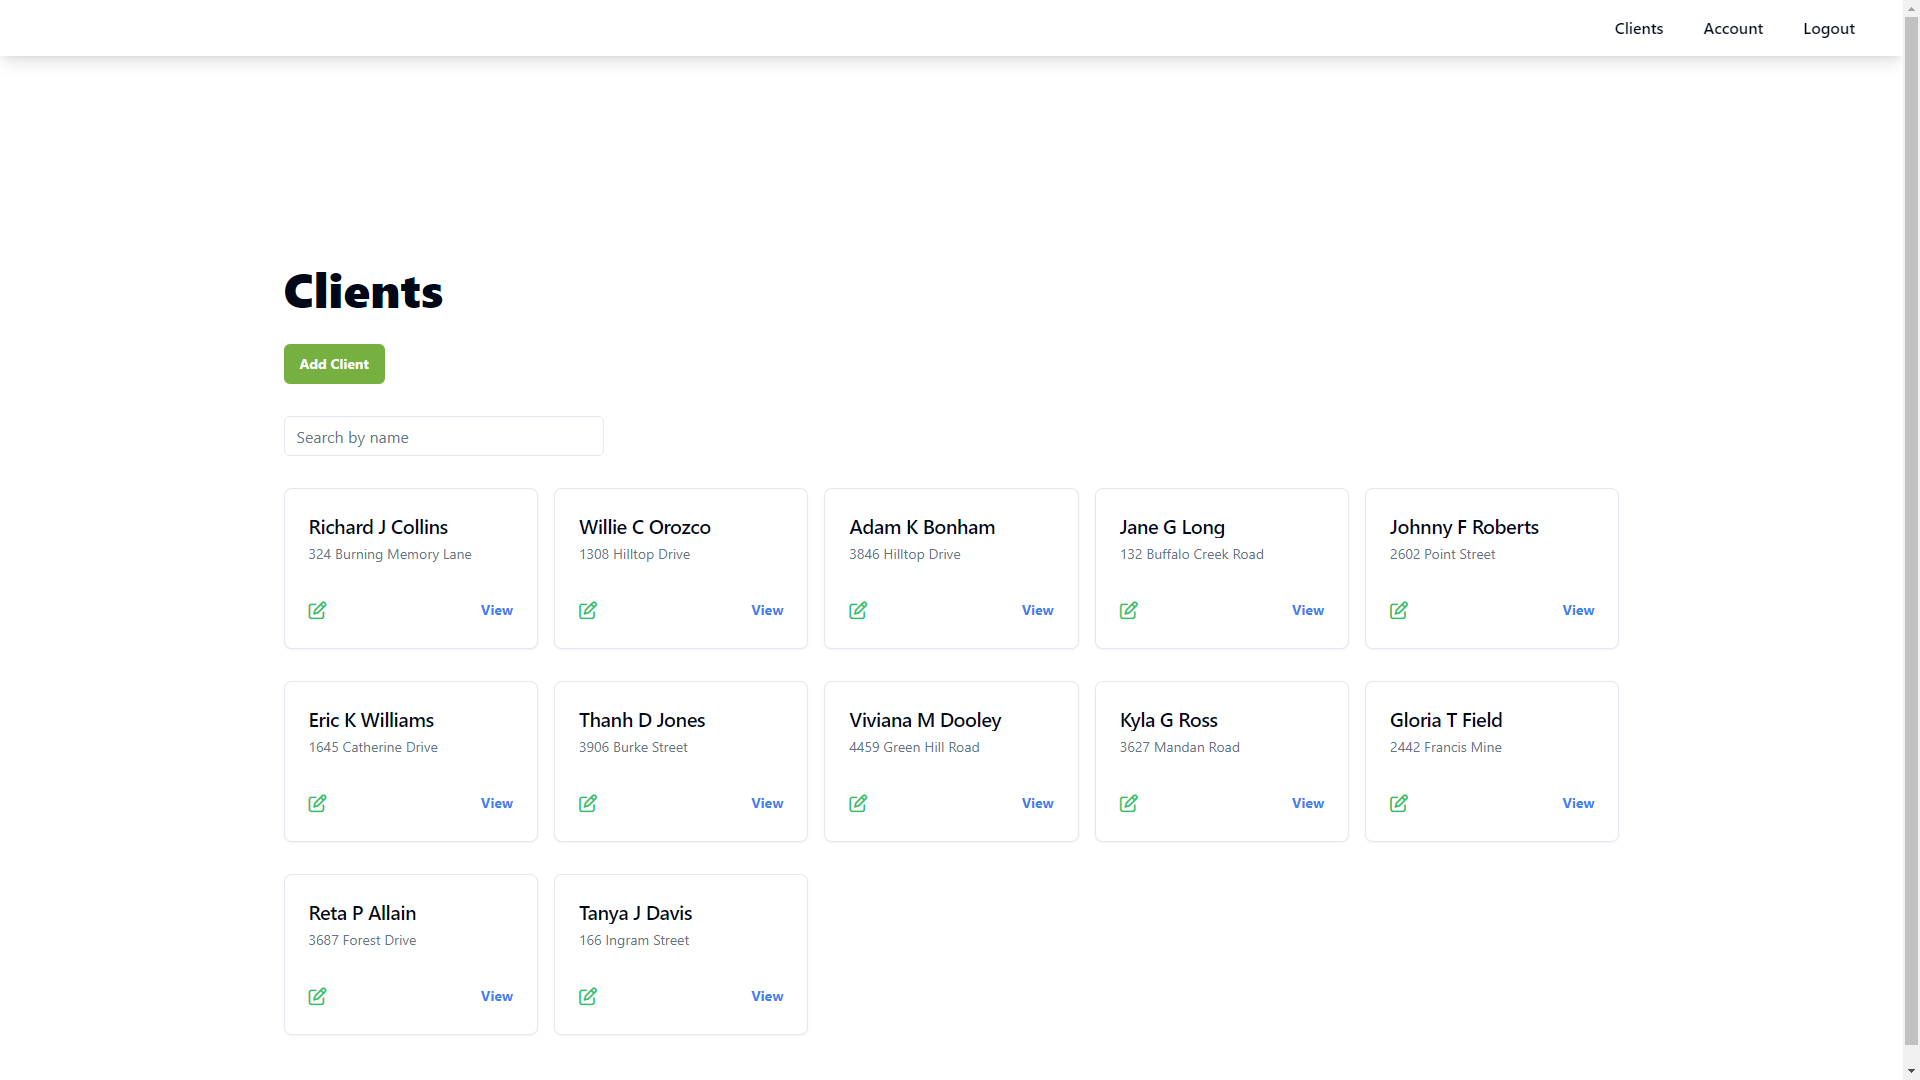 Clients Account Logout
Clients
Add Client
Search by name
Richard J Collins
324 Burning Memory Lane
View
Willie C Orozco
1308 Hilltop Drive
View
Adam K Bonham
3846 Hilltop Drive
View
Jane G Long
132 Buffalo Creek Road
View
Johnny F Roberts
2602 Point Street
View
Eric K Williams
1645 Catherine Drive
View
Thanh D Jones
3906 Burke Street
View
Viviana M Dooley
4459 Green Hill Road
View
Kyla G Ross
3627 Mandan Road
View
Gloria T Field
2442 Francis Mine
View
Reta P Allain
3687 Forest Drive
View
Tanya J Davis
166 Ingram Street
View